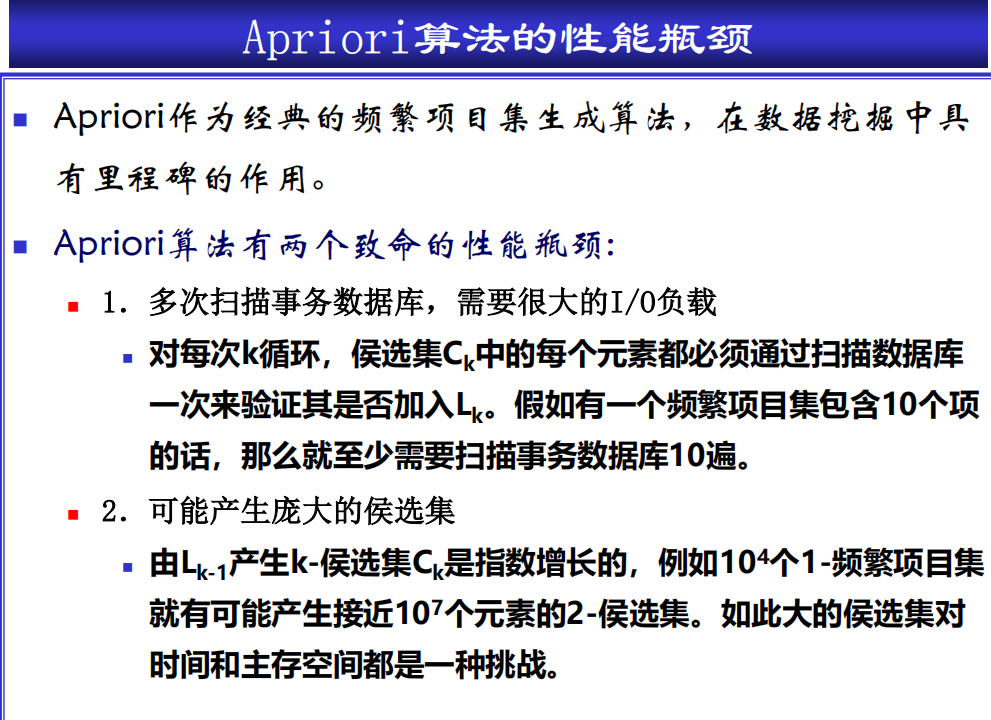 Apriori算法的性能瓶颈
Apriori作为经典的频繁项目集生成算法，在数据挖掘中具
有里程碑的作用。
Apriori算法有两个致命的性能瓶颈:
1．多次扫描事务数据库，需要很大的I/O负载
对每次k循环，侯选集Ck中的每个元素都必须通过扫描数据库
一次来验证其是否加入Lk。假如有一个频繁项目集包含10个项
的话，那么就至少需要扫描事务数据库10遍。
2．可能产生庞大的侯选集
由Lk-1产生k-侯选集Ck是指数增长的，例如10⁴个1-频繁项目集
就有可能产生接近10⁷个元素的2-侯选集。如此大的侯选集对
时间和主存空间都是一种挑战。